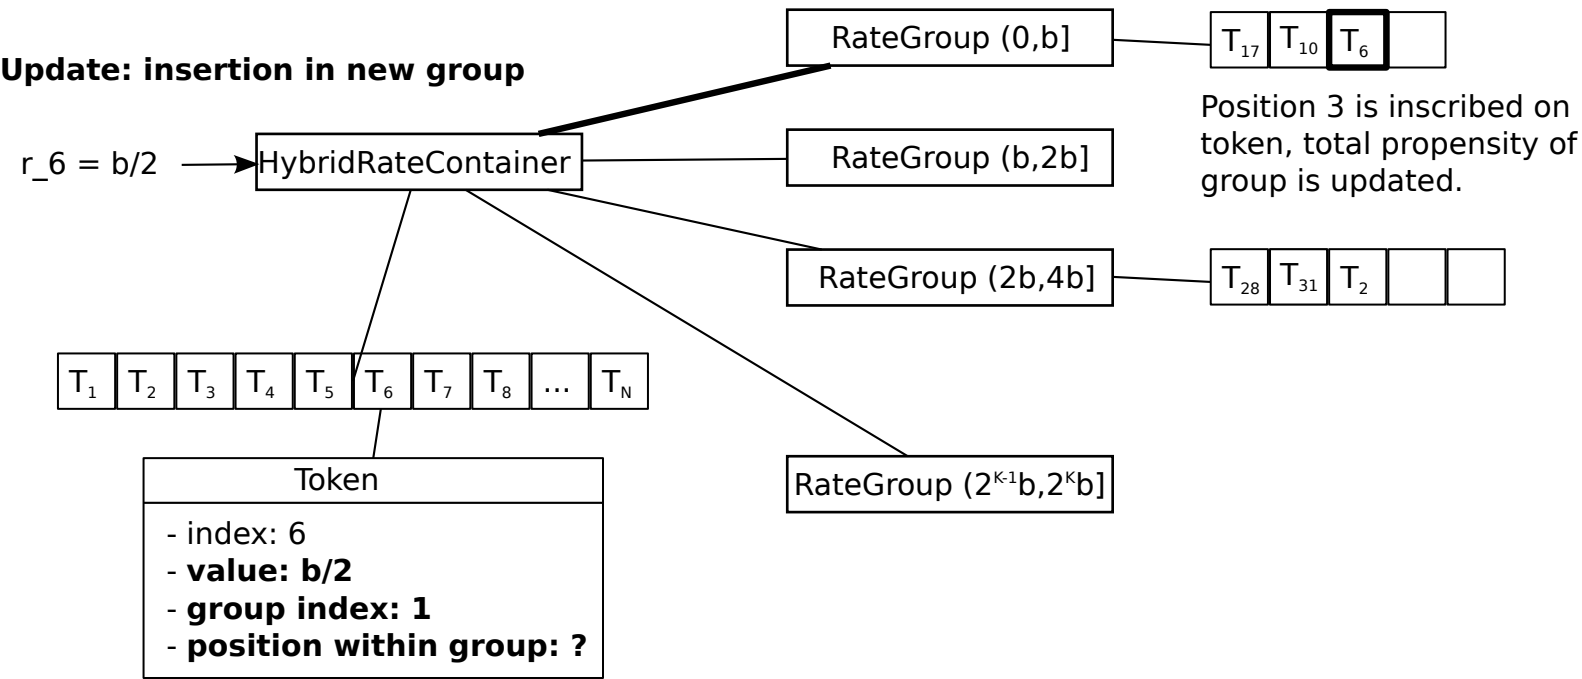 Update: insertion in new group
r_6 = b/2
HybridRateContainer
RateGroup (0,b]
T₁₇ T₁₀ T₆
Position 3 is inscribed on
token, total propensity of
group is updated.
RateGroup (b,2b]
RateGroup (2b,4b]
T₂₈ T₃₁ T₂
RateGroup (2ᴷ⁻¹b,2ᴷb]
T₁ T₂ T₃ T₄ T₅ T₆ T₇ T₈ ... T_N
Token
- index: 6
- value: b/2
- group index: 1
- position within group: ?